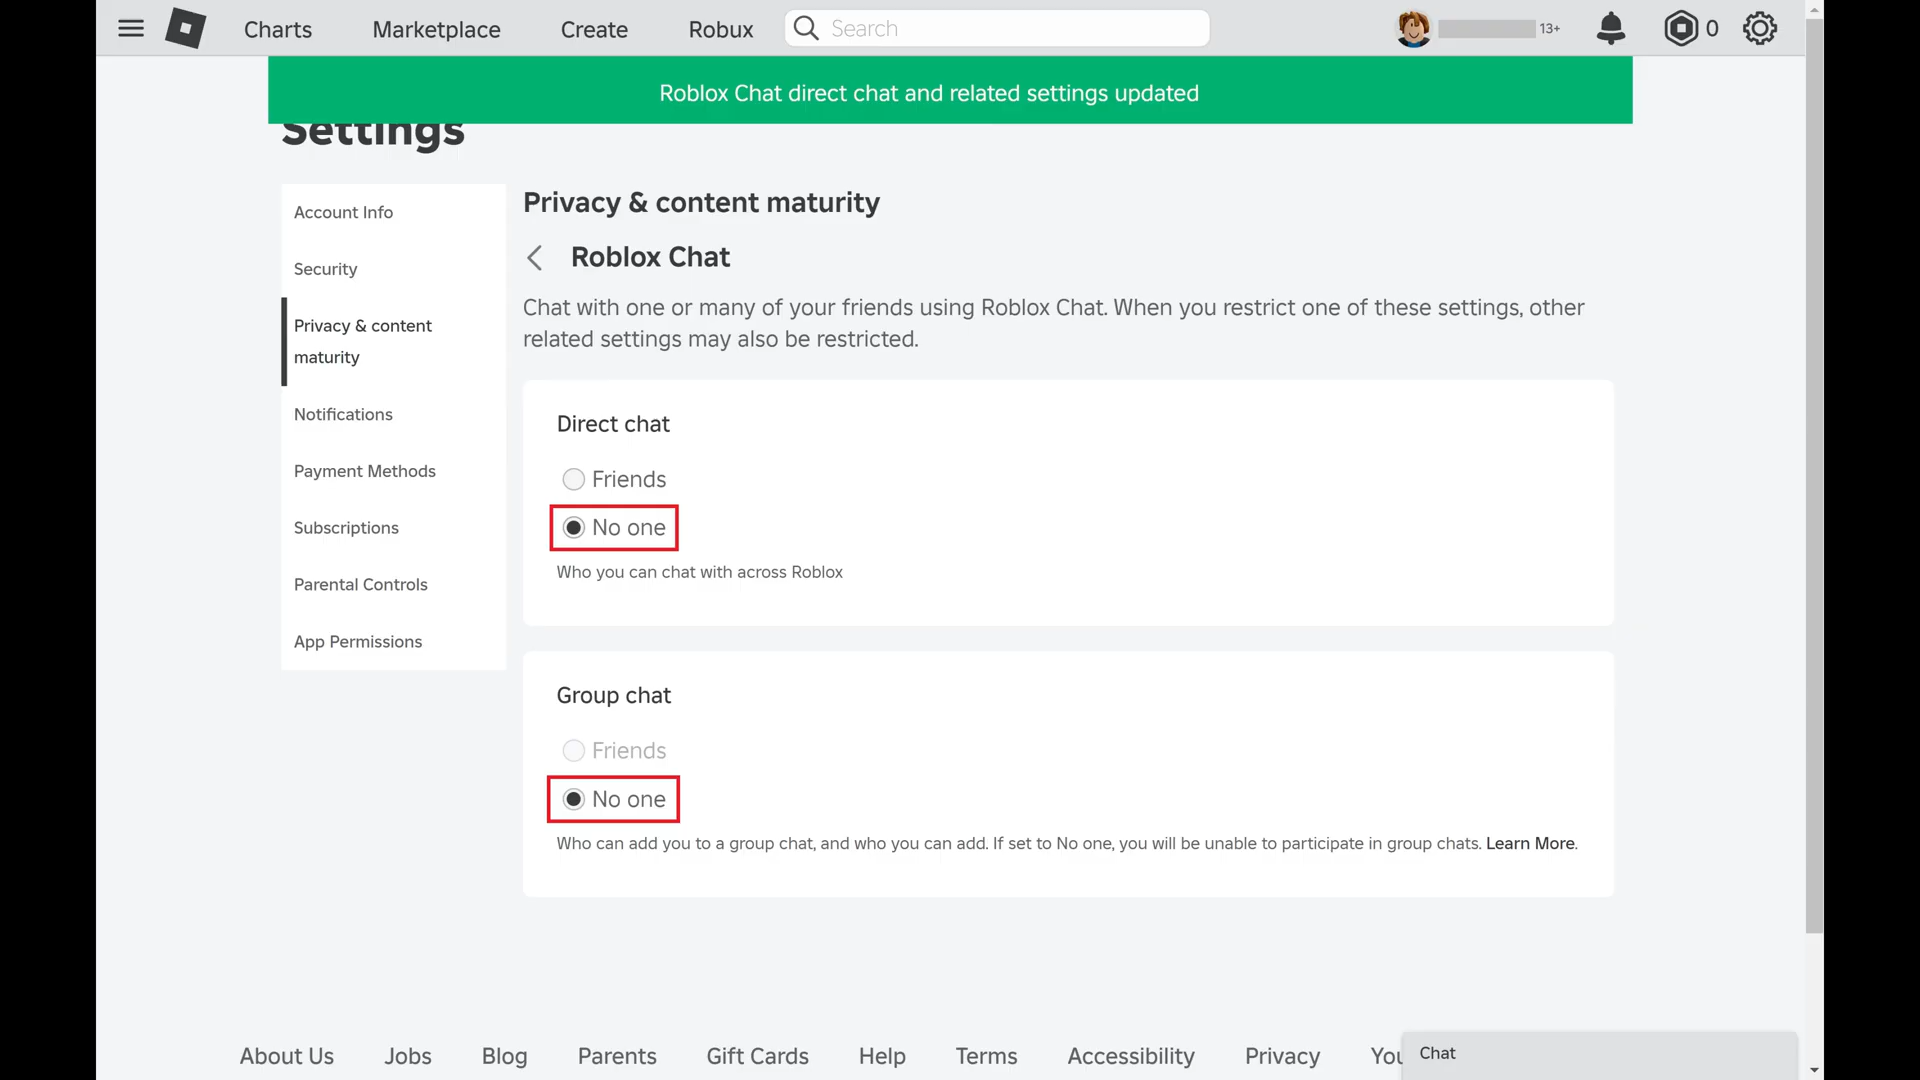 Charts Marketplace Create Robux Search 13+ 0
Roblox Chat direct chat and related settings updated
Settings
Account Info
Security
Privacy & content
maturity
Notifications
Payment Methods
Subscriptions
Parental Controls
App Permissions
Privacy & content maturity
Roblox Chat
Chat with one or many of your friends using Roblox Chat. When you restrict one of these settings, other
related settings may also be restricted.
Direct chat
Friends
No one
Who you can chat with across Roblox
Group chat
Friends
No one
Who can add you to a group chat, and who you can add. If set to No one, you will be unable to participate in group chats. Learn More.
About Us Jobs Blog Parents Gift Cards Help Terms Accessibility Privacy
Chat